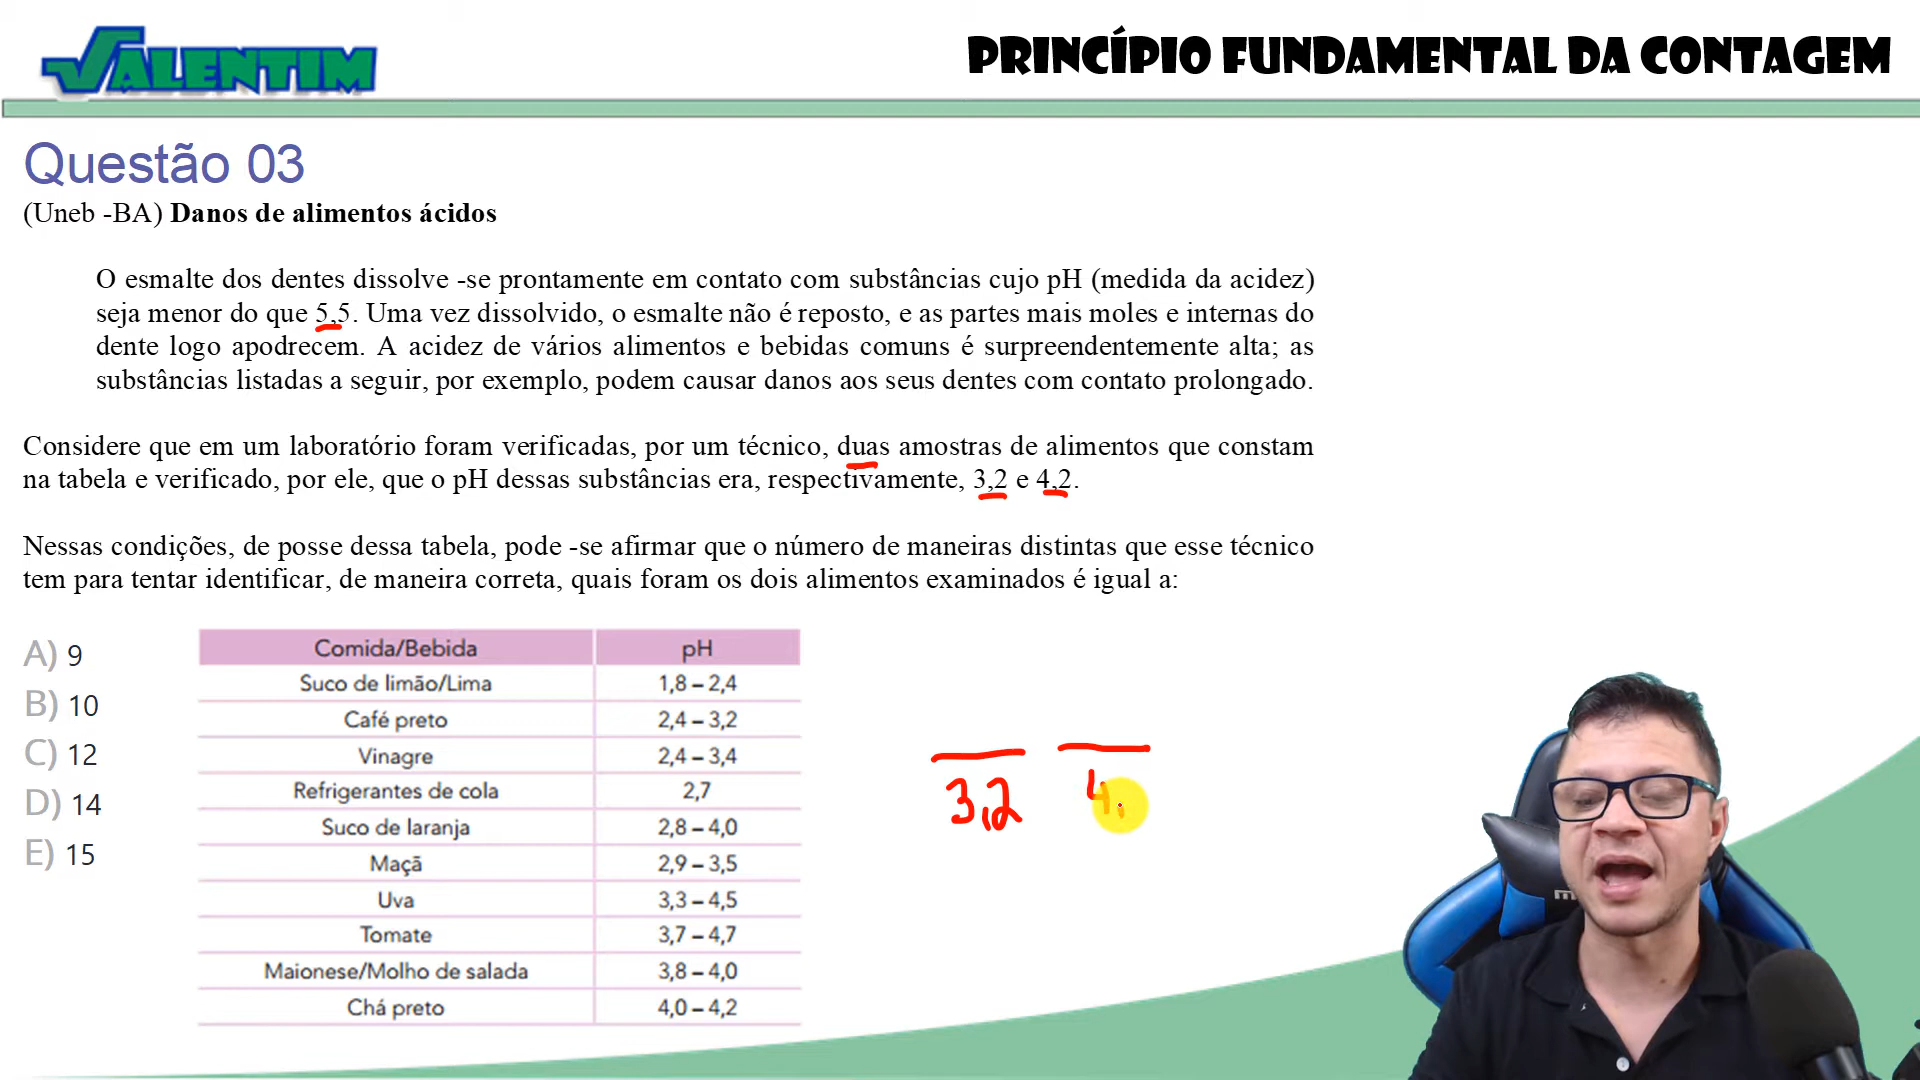 VALENTIM
PRINCÍPIO FUNDAMENTAL DA CONTAGEM
Questão 03
(Uneb -BA) Danos de alimentos ácidos
O esmalte dos dentes dissolve -se prontamente em contato com substâncias cujo pH (medida da acidez)
seja menor do que 5,5. Uma vez dissolvido, o esmalte não é reposto, e as partes mais moles e internas do
dente logo apodrecem. A acidez de vários alimentos e bebidas comuns é surpreendentemente alta; as
substâncias listadas a seguir, por exemplo, podem causar danos aos seus dentes com contato prolongado.
Considere que em um laboratório foram verificadas, por um técnico, duas amostras de alimentos que constam
na tabela e verificado, por ele, que o pH dessas substâncias era, respectivamente, 3,2 e 4,2.
Nessas condições, de posse dessa tabela, pode -se afirmar que o número de maneiras distintas que esse técnico
tem para tentar identificar, de maneira correta, quais foram os dois alimentos examinados é igual a:
A) 9
B) 10
C) 12
D) 14
E) 15
Comida/Bebida pH
Suco de limão/Lima 1,8 – 2,4
Café preto 2,4 – 3,2
Vinagre 2,4 – 3,4
Refrigerantes de cola 2,7
Suco de laranja 2,8 – 4,0
Maçã 2,9 – 3,5
Uva 3,3 – 4,5
Tomate 3,7 – 4,7
Maionese/Molho de salada 3,8 – 4,0
Chá preto 4,0 – 4,2
3,2 4,